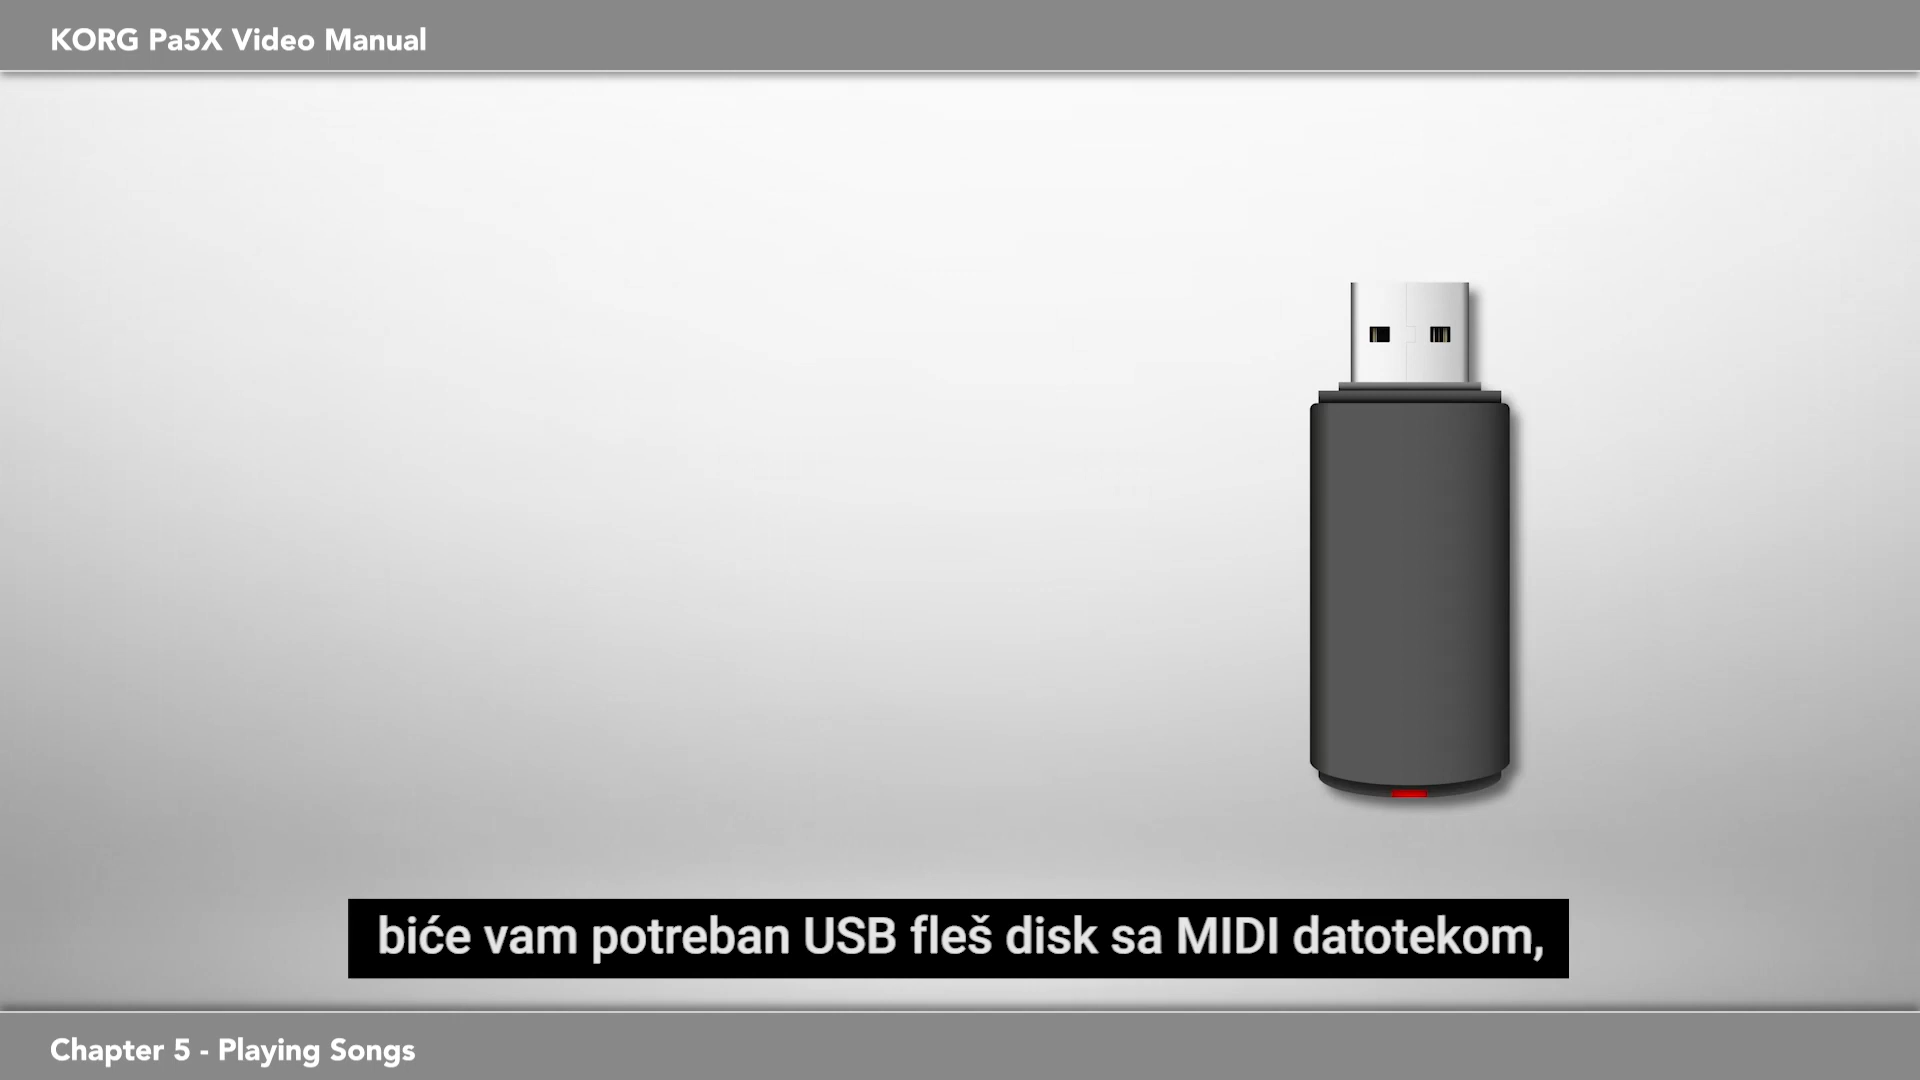 KORG Pa5X Video Manual
biće vam potreban USB fleš disk sa MIDI datotekom,
Chapter 5 - Playing Songs